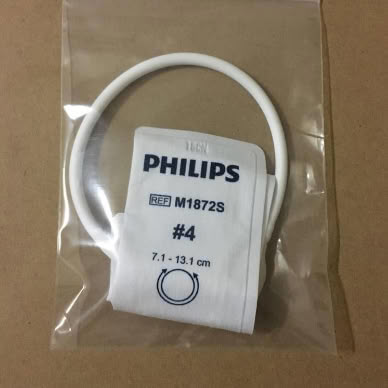 PHILIPS
REF M1872S
#4
7.1 - 13.1 cm